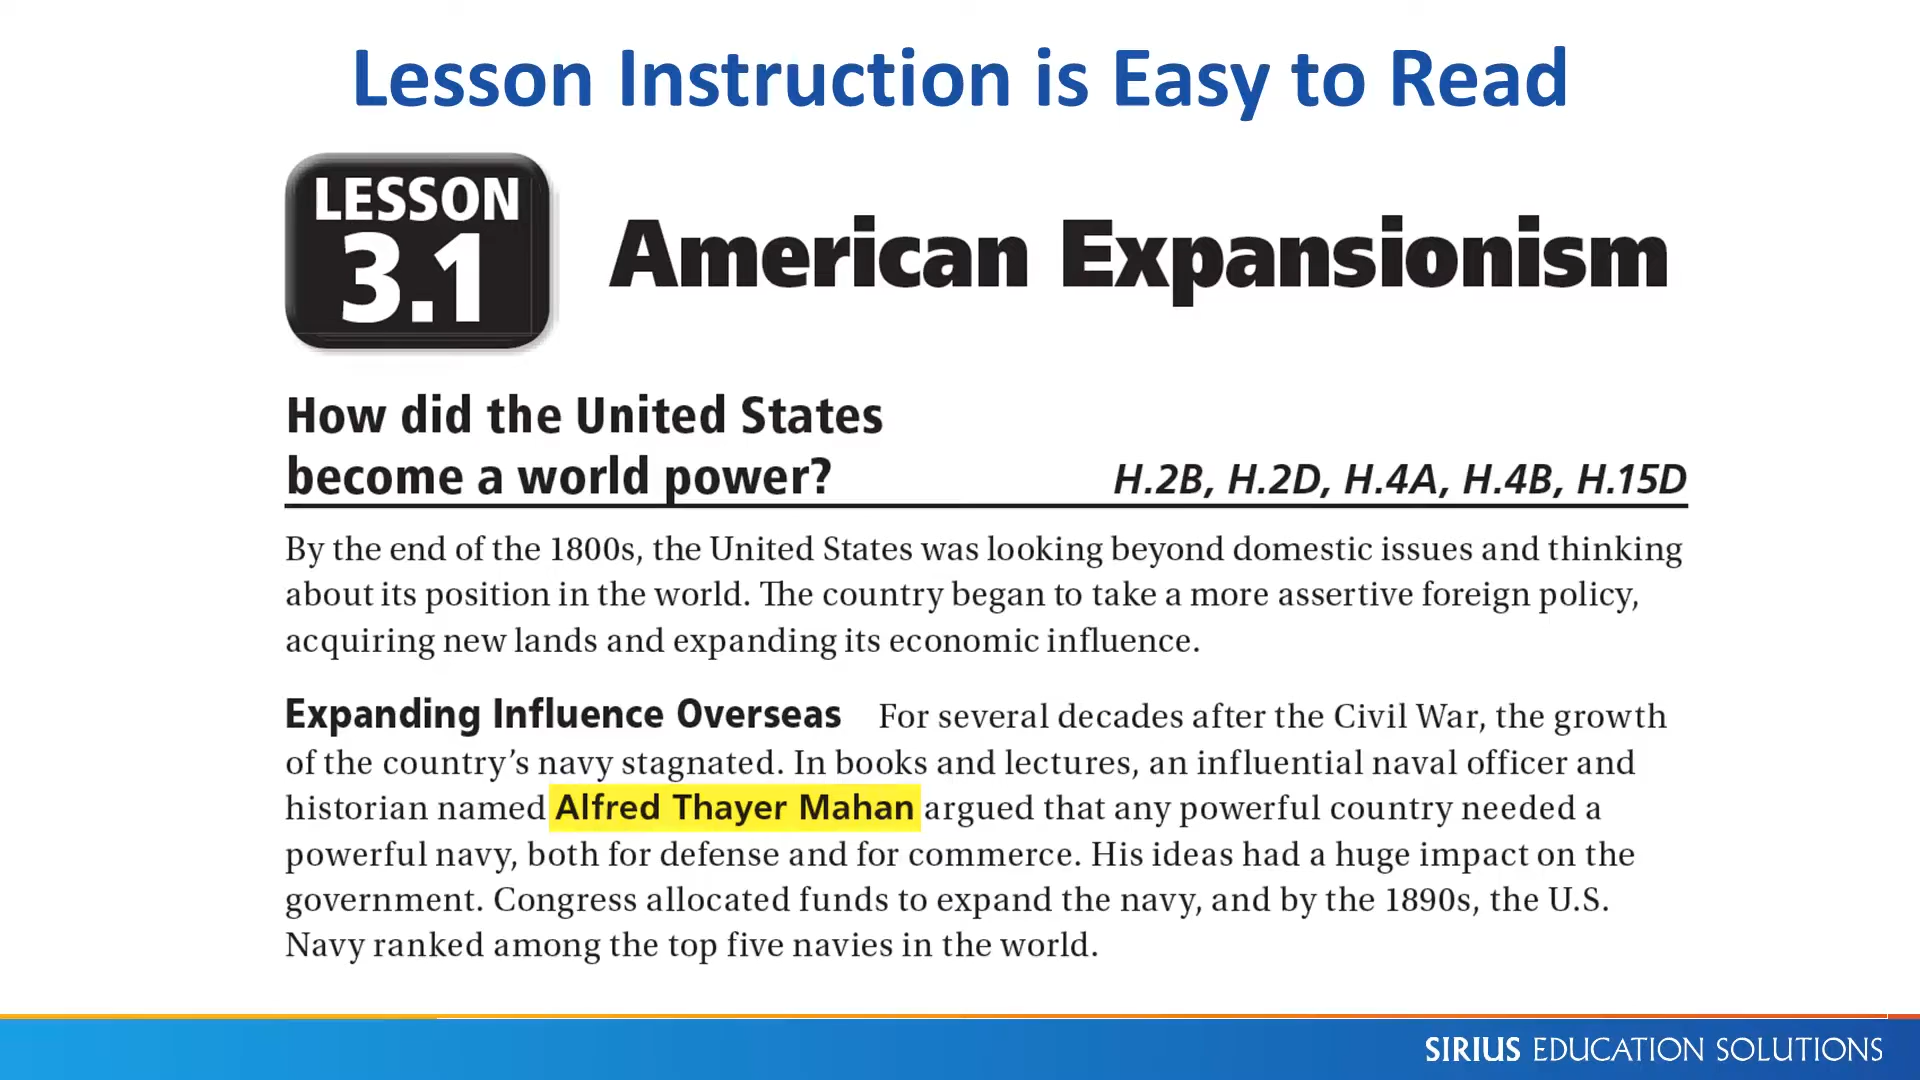 Lesson Instruction is Easy to Read
LESSON
3.1
American Expansionism
How did the United States
become a world power?
H.2B, H.2D, H.4A, H.4B, H.15D
By the end of the 1800s, the United States was looking beyond domestic issues and thinking
about its position in the world. The country began to take a more assertive foreign policy,
acquiring new lands and expanding its economic influence.
Expanding Influence Overseas For several decades after the Civil War, the growth
of the country’s navy stagnated. In books and lectures, an influential naval officer and
historian named Alfred Thayer Mahan argued that any powerful country needed a
powerful navy, both for defense and for commerce. His ideas had a huge impact on the
government. Congress allocated funds to expand the navy, and by the 1890s, the U.S.
Navy ranked among the top five navies in the world.
SIRIUS EDUCATION SOLUTIONS